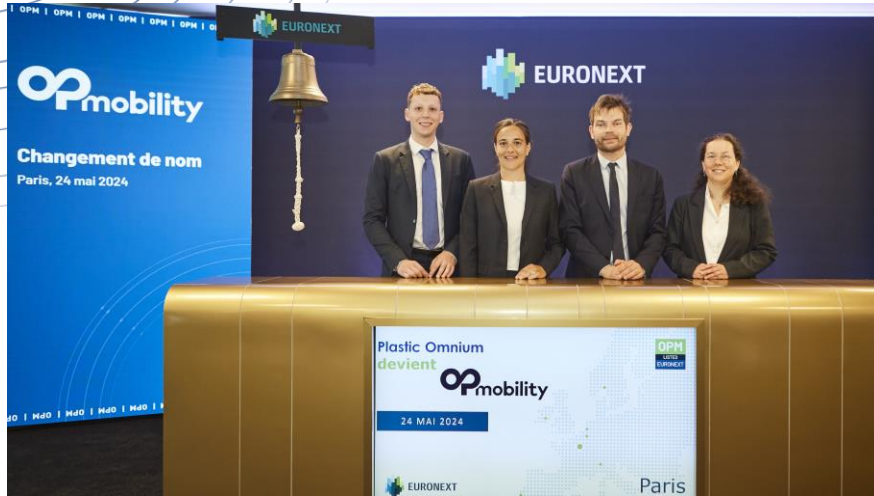 OPM | OPM | OPM | OPM | OPM | OPM
EURONEXT
OPmobility
Changement de nom
Paris, 24 mai 2024
EURONEXT
Plastic Omnium
devient
OPmobility
24 MAI 2024
OPM
LISTED
EURONEXT
EURONEXT
Paris
OPM | OPM | OPM | OPM | OPM